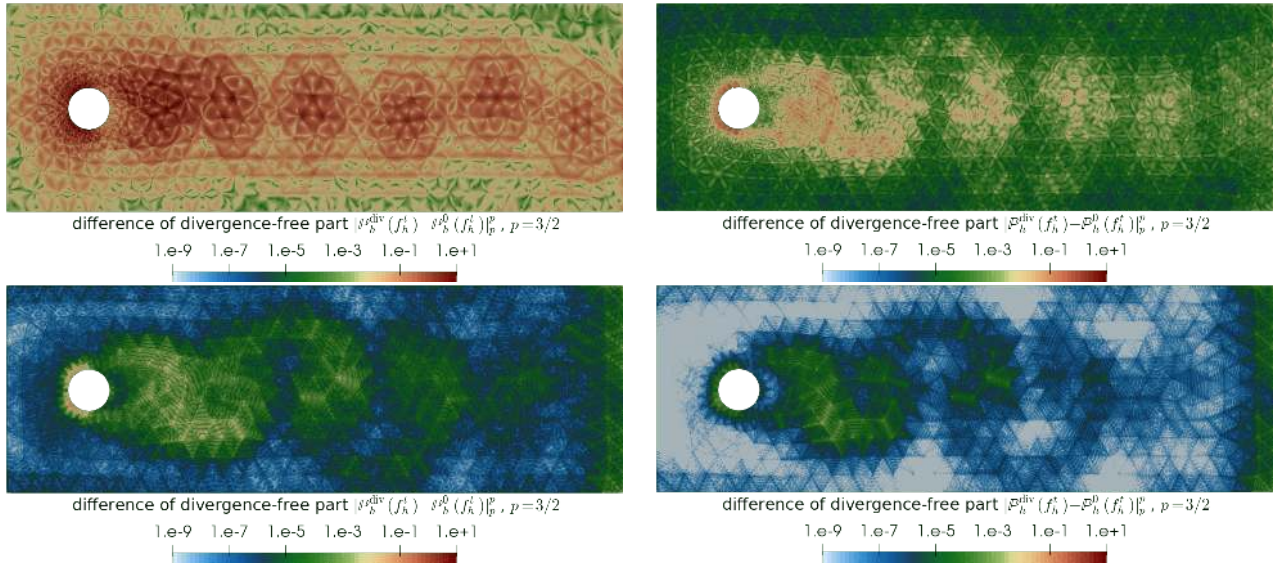 difference of divergence-free part |ℙ_h^div(f_h^t)−ℙ_h^0(f_h^t)|_p^p , p=3/2
difference of divergence-free part |ℙ_h^div(f_h^t)−ℙ_h^0(f_h^t)|_p^p , p=3/2
1.e-9 1.e-7 1.e-5 1.e-3 1.e-1 1.e+1
1.e-9 1.e-7 1.e-5 1.e-3 1.e-1 1.e+1
difference of divergence-free part |ℙ_h^div(f_h^t)−ℙ_h^0(f_h^t)|_p^p , p=3/2
difference of divergence-free part |ℙ_h^div(f_h^t)−ℙ_h^0(f_h^t)|_p^p , p=3/2
1.e-9 1.e-7 1.e-5 1.e-3 1.e-1 1.e+1
1.e-9 1.e-7 1.e-5 1.e-3 1.e-1 1.e+1